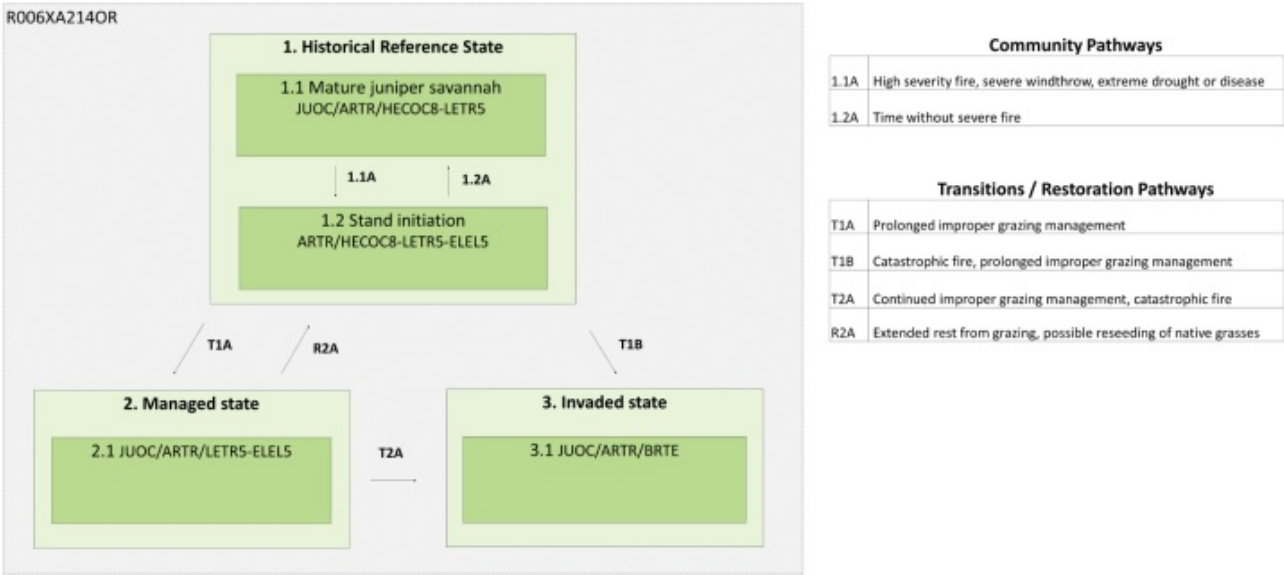 R006XA214OR
1. Historical Reference State
1.1 Mature juniper savannah
JUOC/ARTR/HECOC8-LETR5
1.1A
1.2A
1.2 Stand initiation
ARTR/HECOC8-LETR5-ELEL5
T1A
R2A
T1B
2. Managed state
2.1 JUOC/ARTR/LETR5-ELEL5
T2A
3. Invaded state
3.1 JUOC/ARTR/BRTE
Community Pathways
1.1A High severity fire, severe windthrow, extreme drought or disease
1.2A Time without severe fire
Transitions / Restoration Pathways
T1A Prolonged improper grazing management
T1B Catastrophic fire, prolonged improper grazing management
T2A Continued improper grazing management, catastrophic fire
R2A Extended rest from grazing, possible reseeding of native grasses